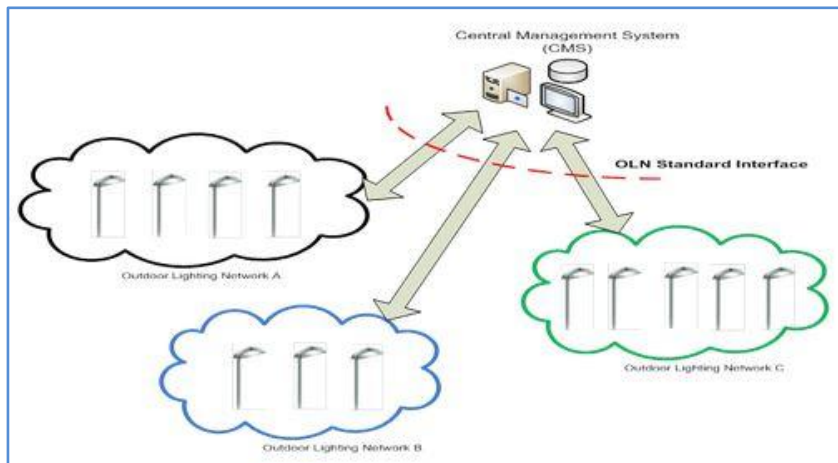 Central Management System
(CMS)
OLN Standard Interface
Outdoor Lighting Network A
Outdoor Lighting Network C
Outdoor Lighting Network B